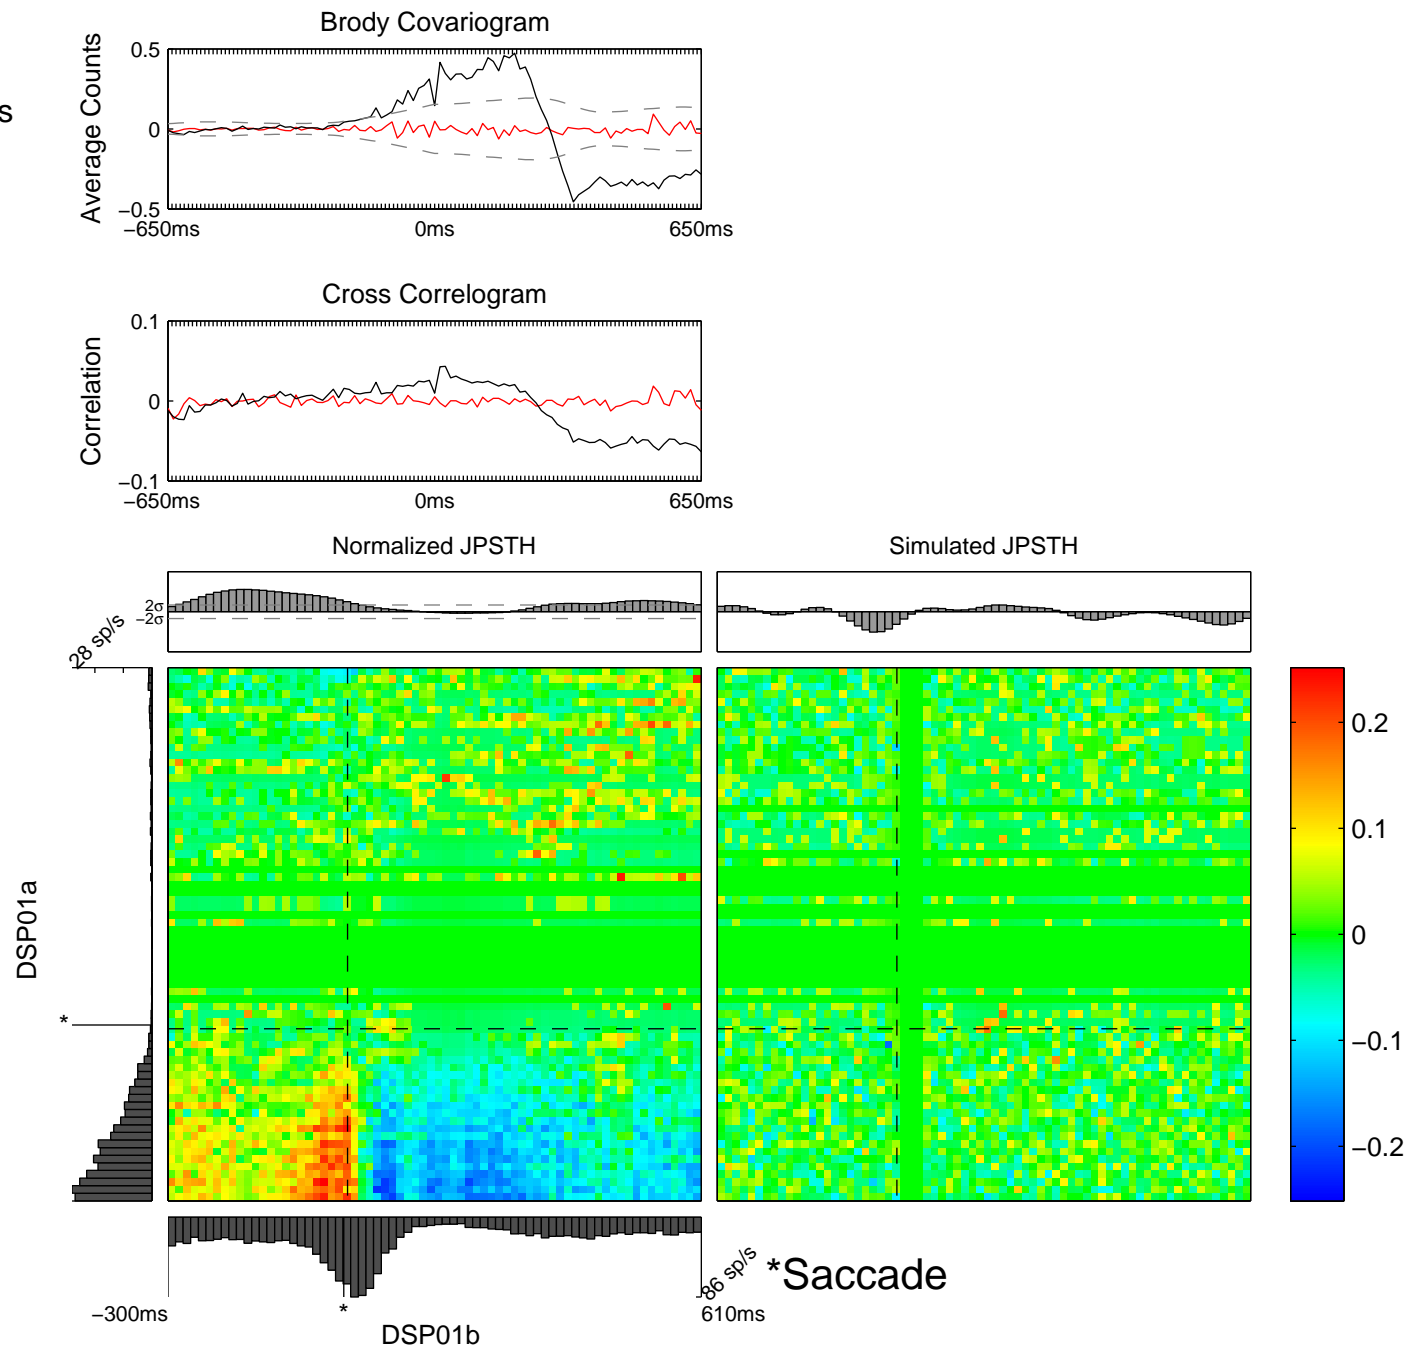 Brody Covariogram
s
Average Counts
0.5
0
−0.5
−650ms
0ms
650ms
Cross Correlogram
Correlation
0.1
0
−0.1
−650ms
0ms
650ms
Normalized JPSTH
Simulated JPSTH
2σ
−2σ
28 sp/s
DSP01a
*
0.2
0.1
0
−0.1
−0.2
86 sp/s
*Saccade
−300ms
*
610ms
DSP01b